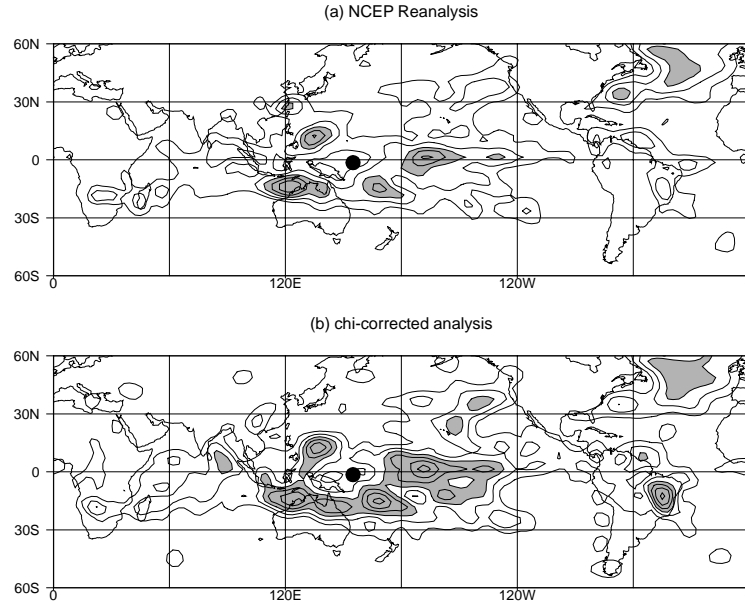 (a) NCEP Reanalysis
60N
30N
0
30S
60S
0
120E
120W
(b) chi-corrected analysis
60N
30N
0
30S
60S
0
120E
120W